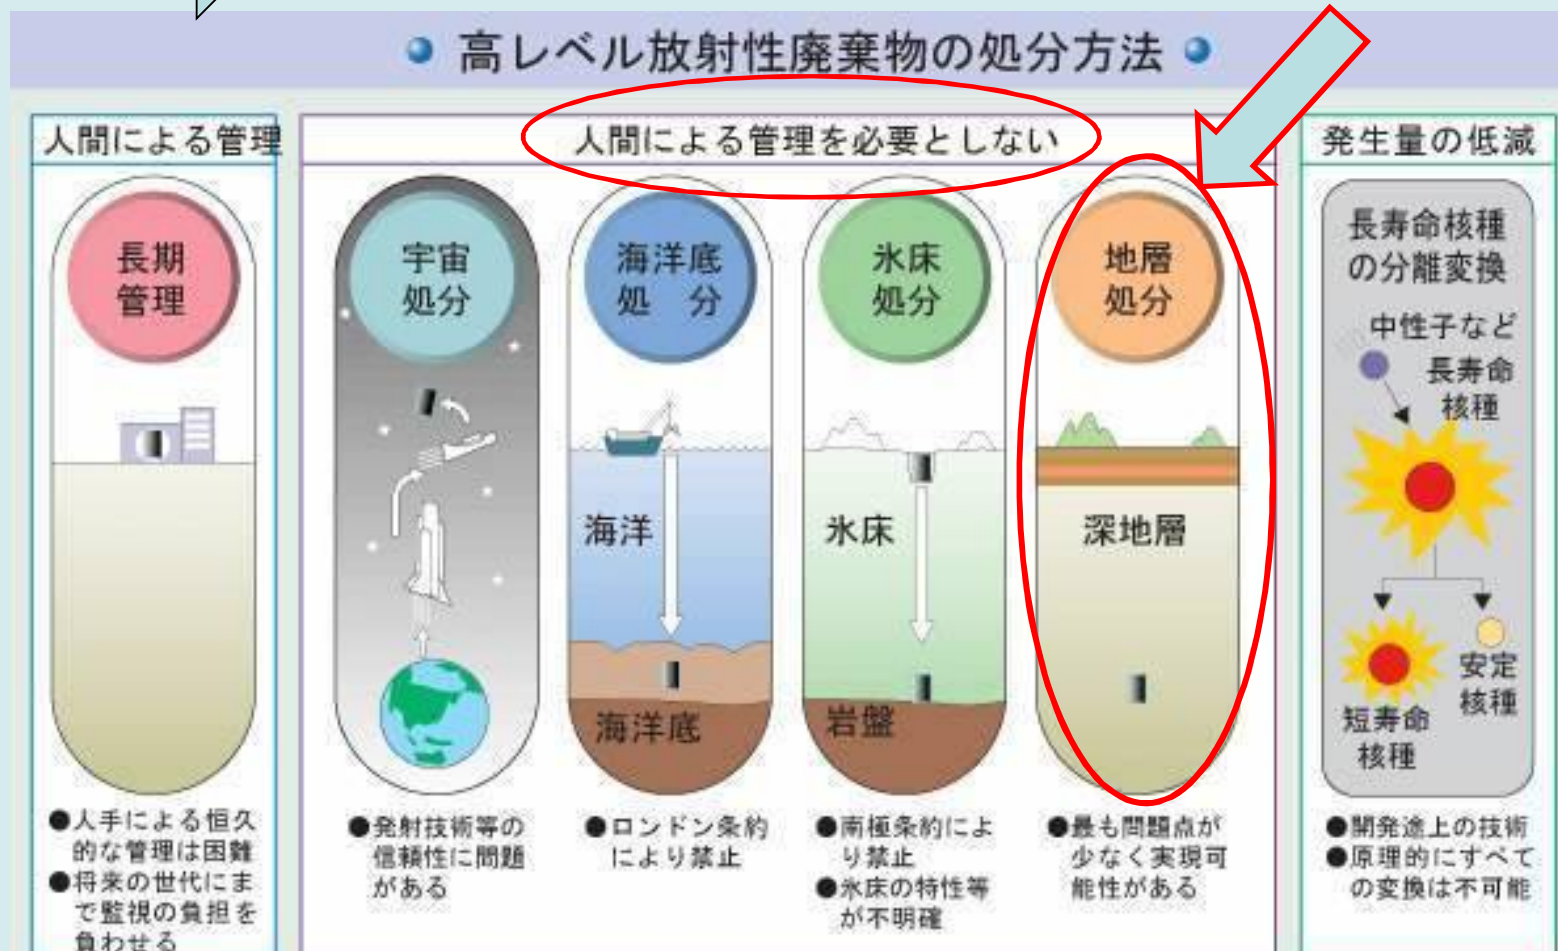 高レベル放射性廃棄物の処分方法
人間による管理
長期
管理
●人手による恒久
的な管理は困難
●将来の世代にま
で監視の負担を
負わせる
人間による管理を必要としない
宇宙
処分
●発射技術等の
信頼性に問題
がある
海洋底
処 分
海洋
海洋底
●ロンドン条約
により禁止
氷床
処分
氷床
岩盤
●南極条約によ
り禁止
●氷床の特性等
が不明確
地層
処分
深地層
●最も問題点が
少なく実現可
能性がある
発生量の低減
長寿命核種
の分離変換
中性子など
長寿命
核種
短寿命
核種
安定
核種
●開発途上の技術
●原理的にすべて
の変換は不可能